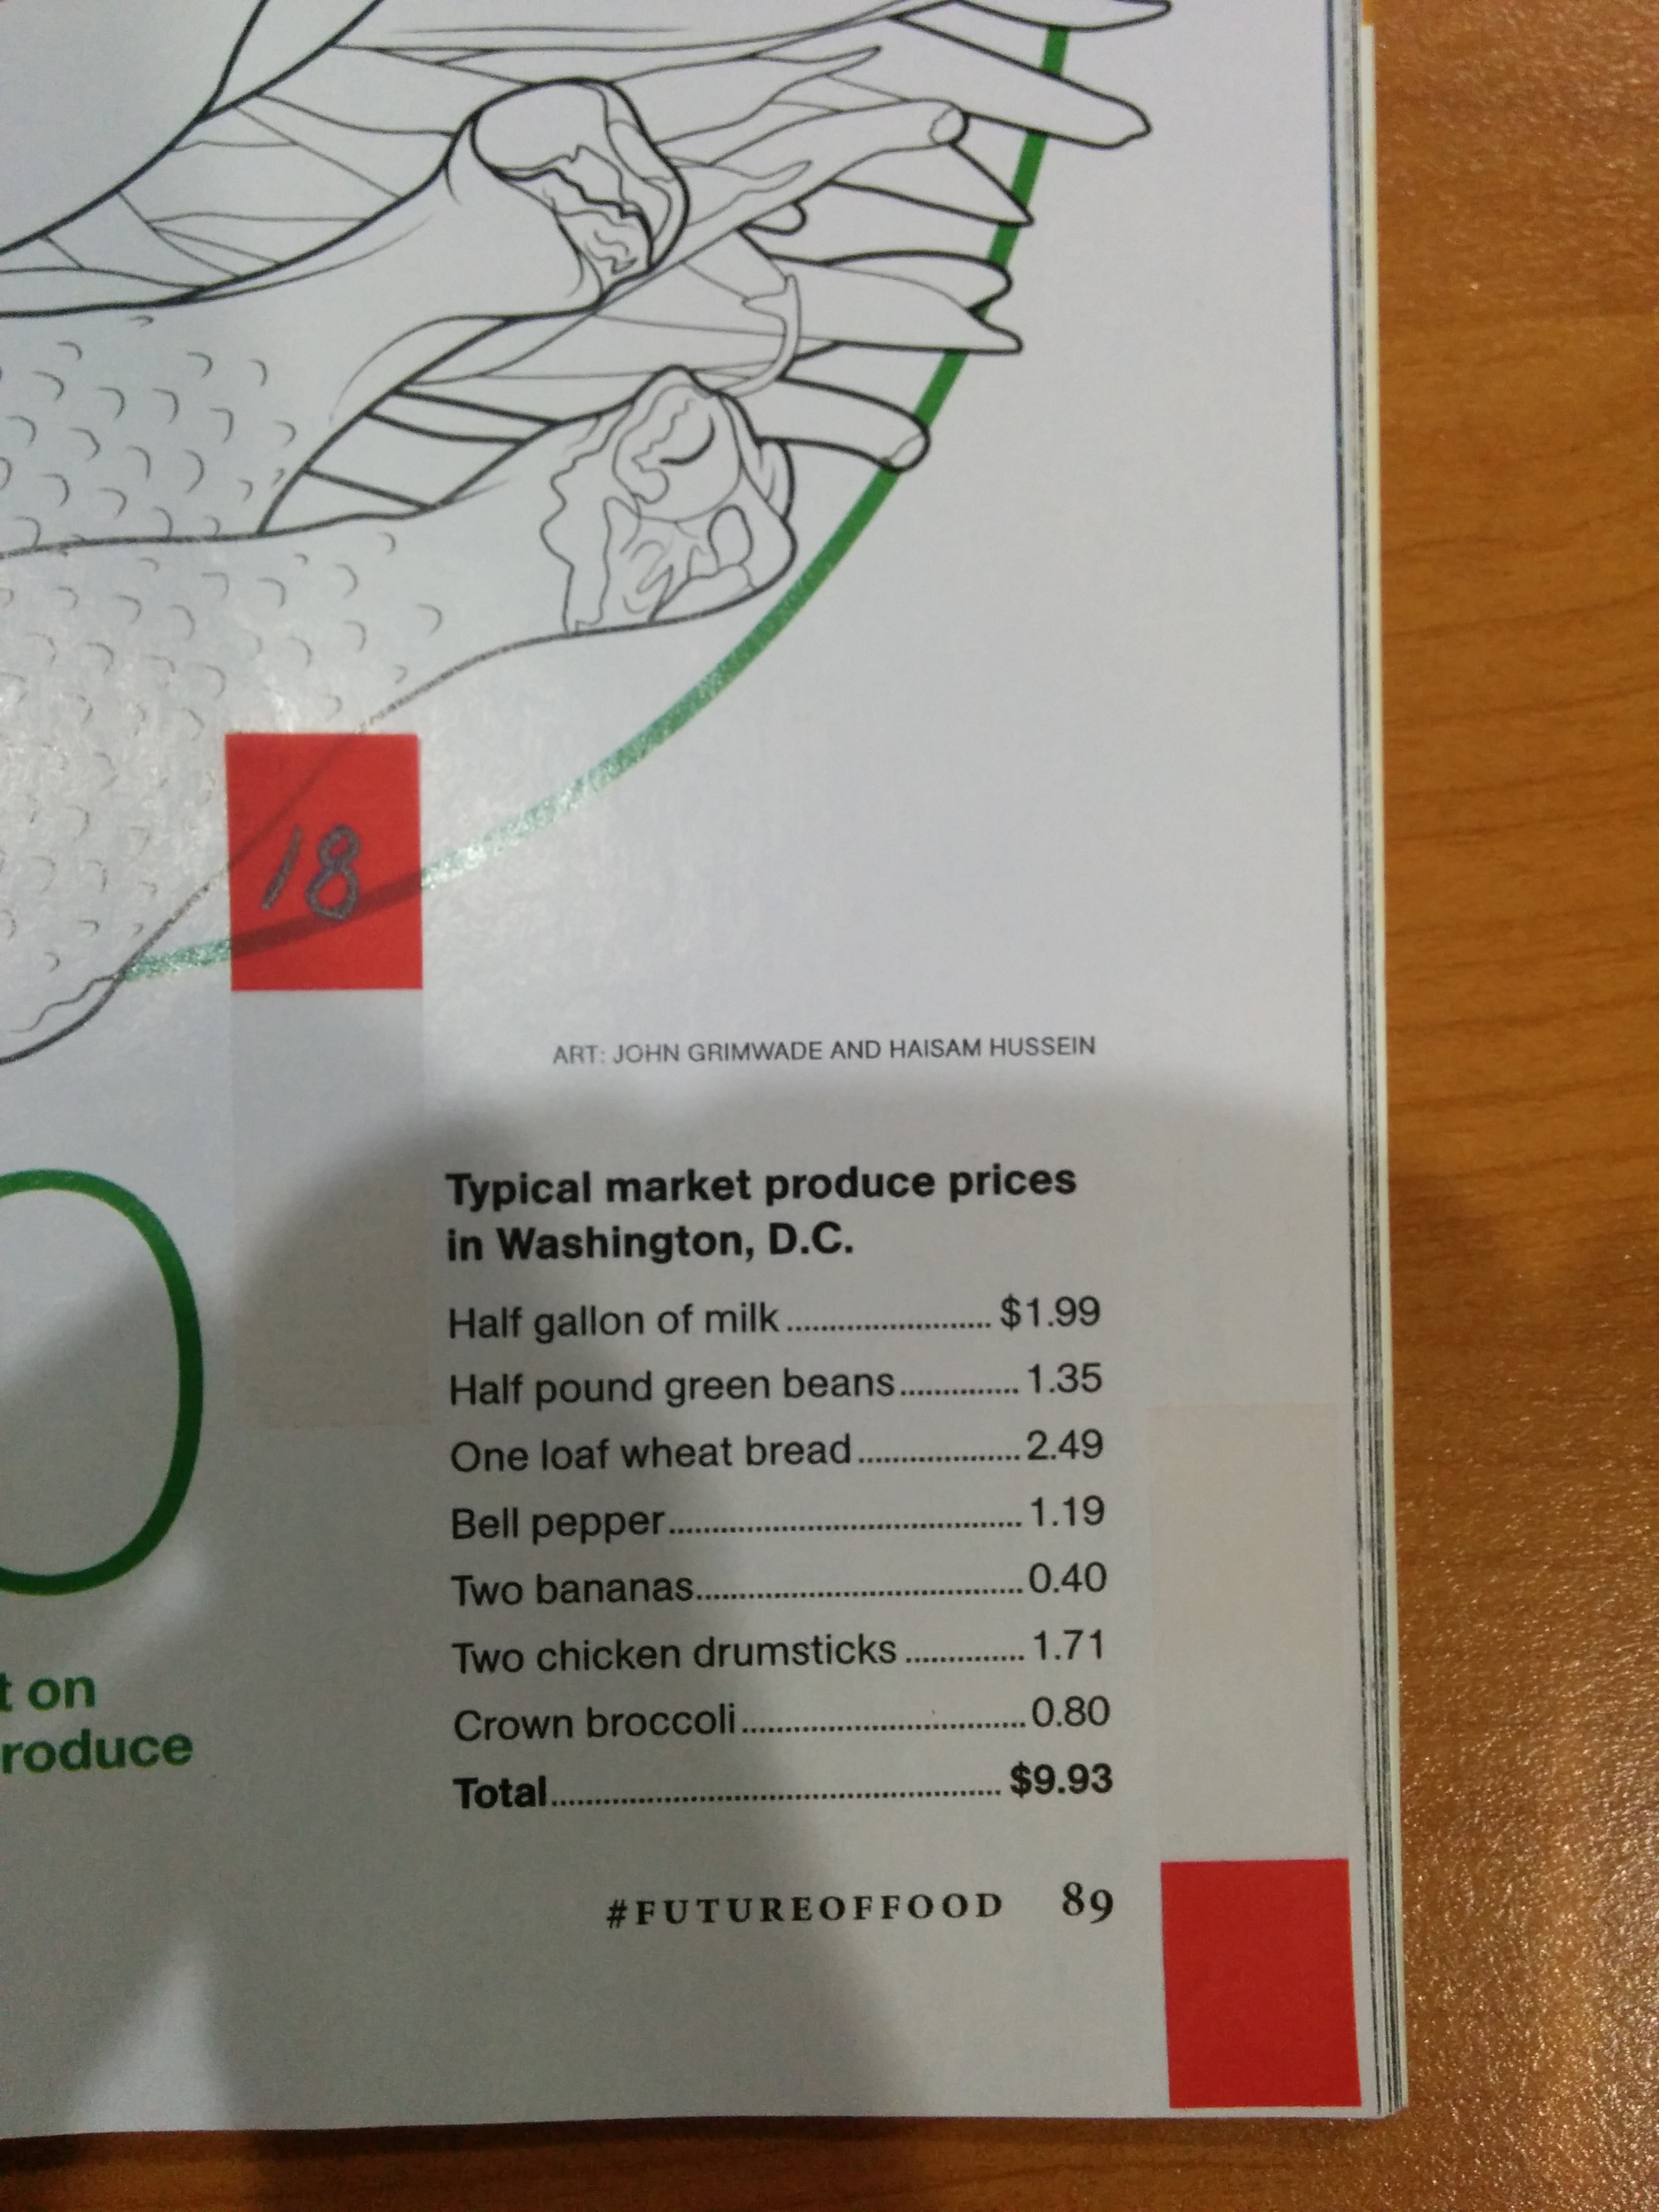 18
ART: JOHN GRIMWADE AND HAISAM HUSSEIN
Typical market produce prices
in Washington, D.C.
Half gallon of milk........................ $1.99
Half pound green beans.............. 1.35
One loaf wheat bread................... 2.49
Bell pepper......................................... 1.19
Two bananas...................................... 0.40
Two chicken drumsticks.............. 1.71
Crown broccoli................................. 0.80
Total.................................................... $9.93
t on
roduce
#FUTUREOFFOOD 89